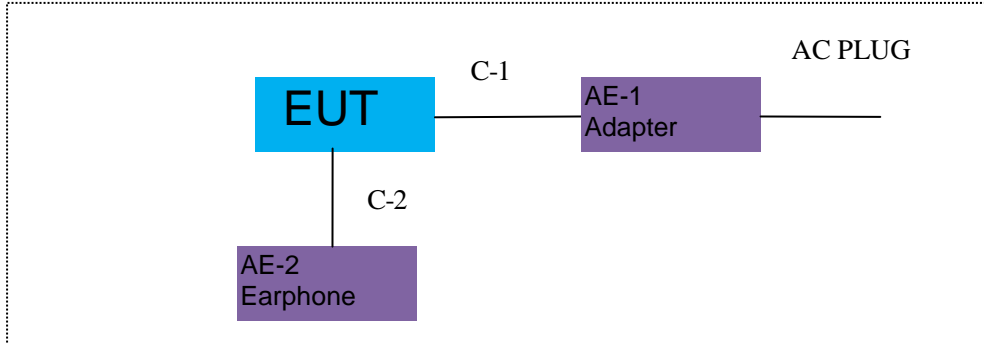 AC PLUG
C-1
EUT
AE-1
Adapter
C-2
AE-2
Earphone